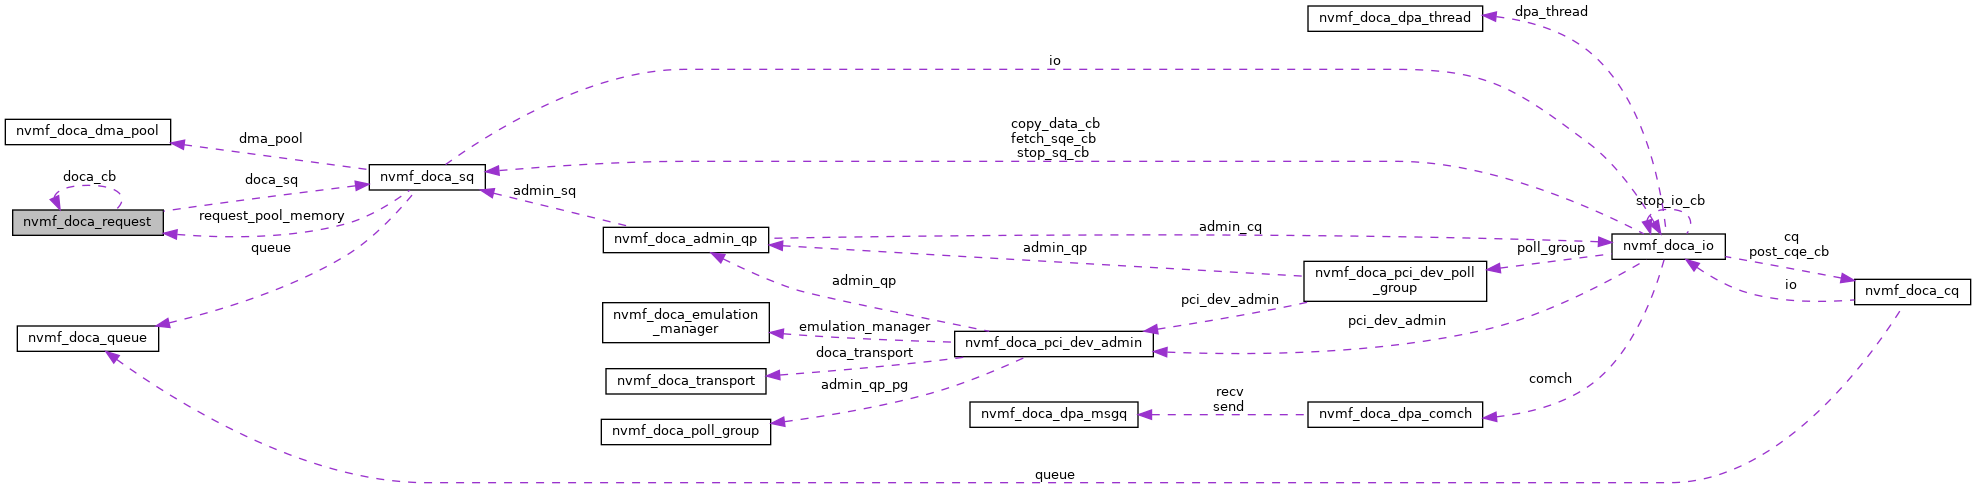 nvmf_doca_dpa_thread
dpa_thread
io
nvmf_doca_dma_pool
dma_pool
copy_data_cb
fetch_sqe_cb
stop_sq_cb
doca_cb
doca_sq
nvmf_doca_sq
admin_sq
stop_io_cb
nvmf_doca_request
request_pool_memory
queue
nvmf_doca_admin_qp
admin_cq
admin_qp
poll_group
nvmf_doca_io
cq
post_cqe_cb
io
nvmf_doca_cq
nvmf_doca_pci_dev_poll
_group
admin_qp
pci_dev_admin
pci_dev_admin
nvmf_doca_emulation
_manager
emulation_manager
nvmf_doca_queue
nvmf_doca_pci_dev_admin
doca_transport
nvmf_doca_transport
admin_qp_pg
comch
recv
send
nvmf_doca_dpa_msgq
nvmf_doca_dpa_comch
nvmf_doca_poll_group
queue